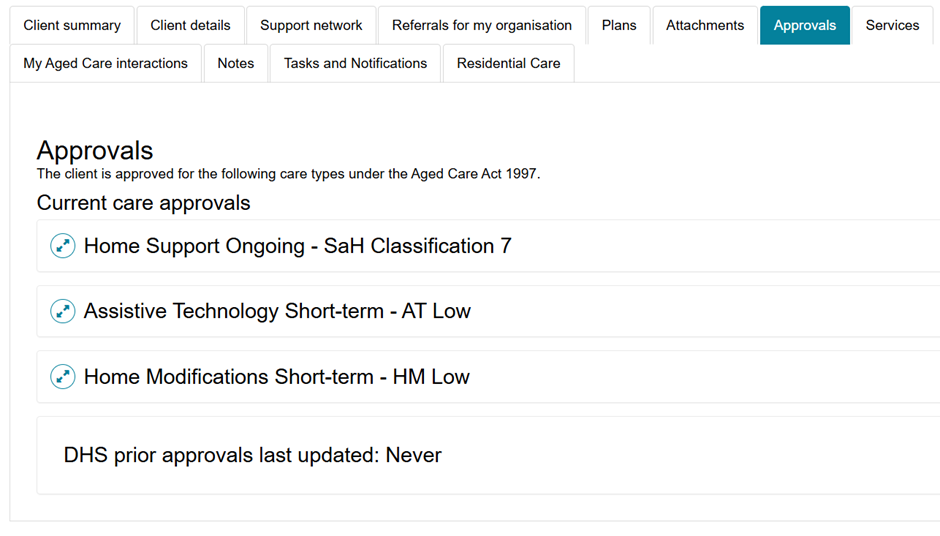 Client summary Client details Support network Referrals for my organisation Plans Attachments Approvals Services
My Aged Care interactions Notes Tasks and Notifications Residential Care
Approvals
The client is approved for the following care types under the Aged Care Act 1997.
Current care approvals
Home Support Ongoing - SaH Classification 7
Assistive Technology Short-term - AT Low
Home Modifications Short-term - HM Low
DHS prior approvals last updated: Never